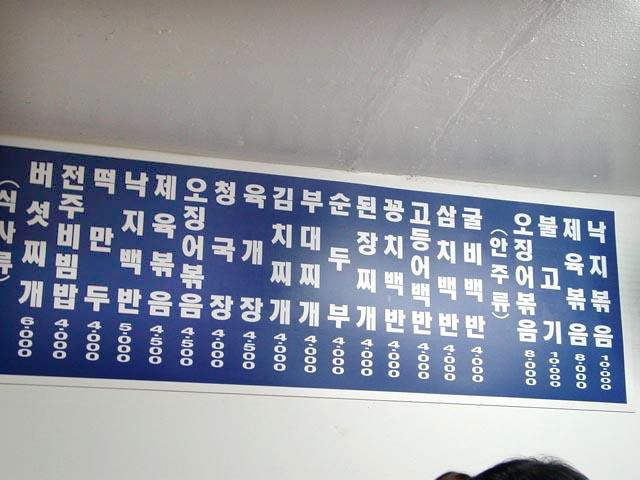 (식사류)
버섯찌개 6.000
전주비빔밥 4.000
떡만두 4.000
낙지백반 5.000
제육볶음 4.500
오징어볶음 4.500
청국장 4.000
육개장 4.500
김치찌개 4.000
부대찌개 4.000
순두부 4.000
된장찌개 4.000
꽁치백반 4.000
고등어백반 4.000
삼치백반 4.000
굴비백반 4.000
(안주류)
오징어볶음 8.000
불고기 10.000
제육볶음 8.000
낙지볶음 10.000